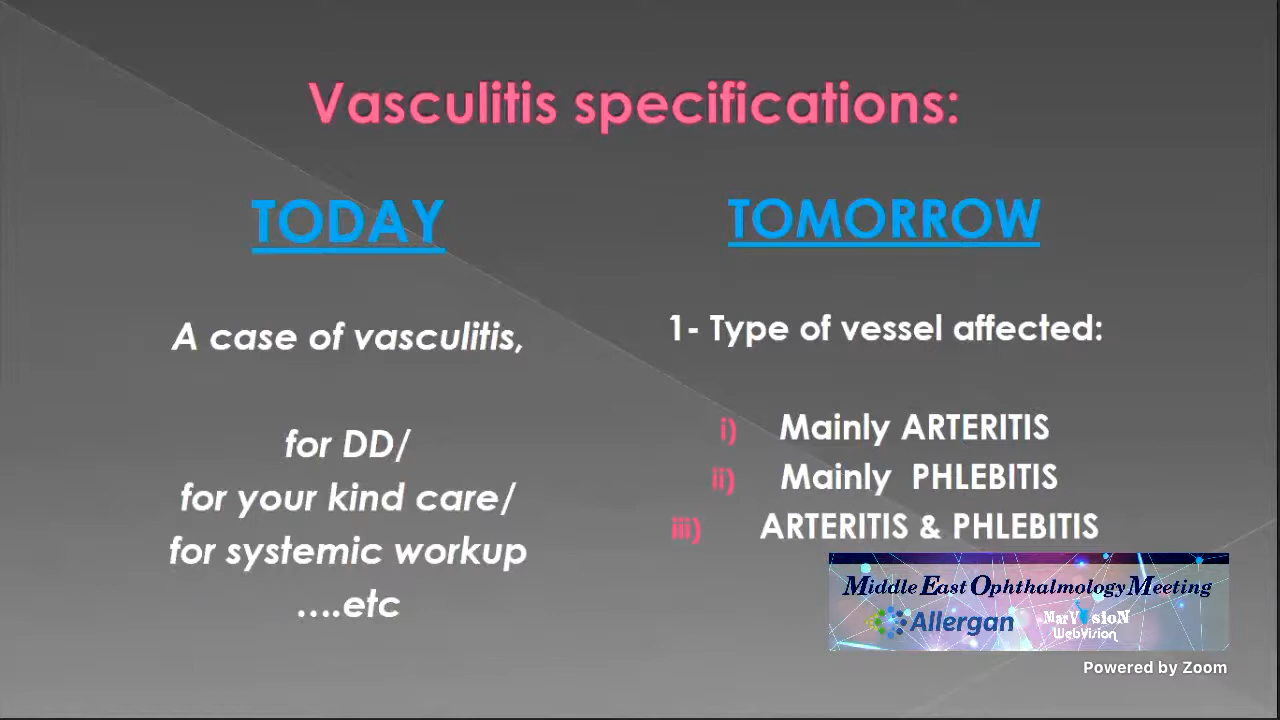 Vasculitis specifications:
TODAY
A case of vasculitis,
for DD/
for your kind care/
for systemic workup
....etc
TOMORROW
1- Type of vessel affected:
i) Mainly ARTERITIS
ii) Mainly PHLEBITIS
iii) ARTERITIS & PHLEBITIS
Middle East Ophthalmology Meeting
Allergan
MarVisioN
WebVision
Powered by Zoom